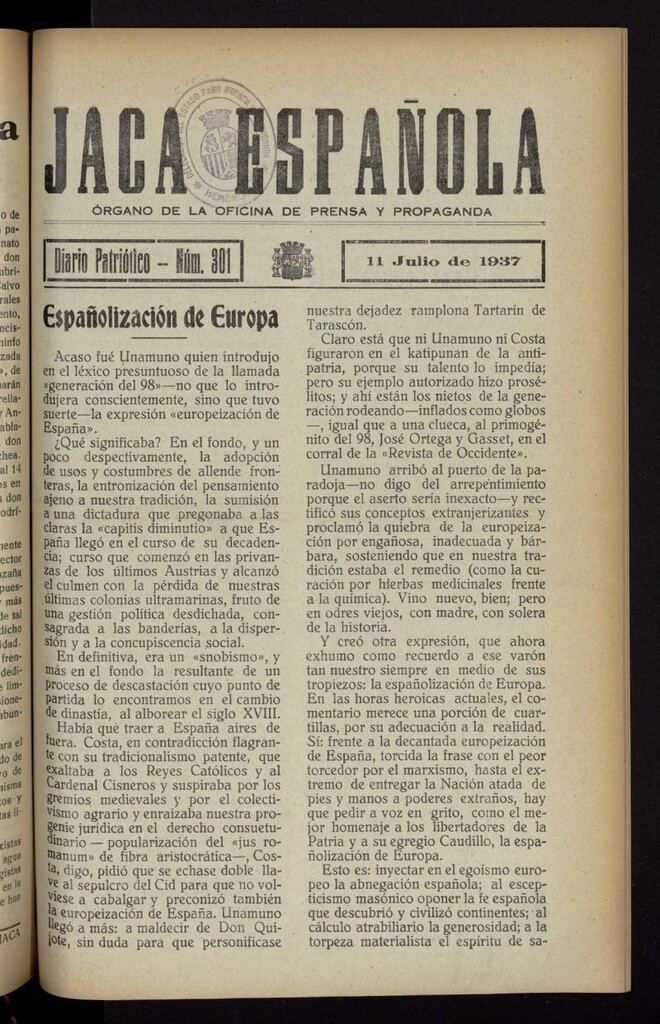 JACA ESPAÑOLA
ÓRGANO DE LA OFICINA DE PRENSA Y PROPAGANDA
Diario Patriótico — Núm. 301
11 Julio de 1937
Españolización de Europa
Acaso fué Unamuno quien introdujo
en el léxico presuntuoso de la llamada
«generación del 98»—no que lo intro-
dujera conscientemente, sino que tuvo
suerte—la expresión «europeización de
España».
¿Qué significaba? En el fondo, y un
poco despectivamente, la adopción
de usos y costumbres de allende fron-
teras, la entronización del pensamiento
ajeno a nuestra tradición, la sumisión
a una dictadura que pregonaba a las
claras la «capitis diminutio» a que Es-
paña llegó en el curso de su decaden-
cia; curso que comenzó en las privan-
zas de los últimos Austrias y alcanzó
el culmen con la pérdida de nuestras
últimas colonias ultramarinas, fruto de
una gestión política desdichada, con-
sagrada a las banderías, a la disper-
sión y a la concupiscencia social.
En definitiva, era un «snobismo», y
más en el fondo la resultante de un
proceso de descastación cuyo punto de
partida lo encontramos en el cambio
de dinastía, al alborear el siglo XVIII.
Había que traer a España aires de
fuera. Costa, en contradicción flagran-
te con su tradicionalismo patente, que
exaltaba a los Reyes Católicos y al
Cardenal Cisneros y suspiraba por los
gremios medievales y por el colecti-
vismo agrario y enraizaba nuestra pro-
genie jurídica en el derecho consuetu-
dinario — popularización del «jus ro-
manum» de fibra aristocrática—, Cos-
ta, digo, pidió que se echase doble lla-
ve al sepulcro del Cid para que no vol-
viese a cabalgar y preconizó también
la europeización de España. Unamuno
llegó a más: a maldecir de Don Qui-
jote, sin duda para que personificase
nuestra dejadez ramplona Tartarín de
Tarascón.
Claro está que ni Unamuno ni Costa
figuraron en el katipunan de la anti-
patria, porque su talento lo impedía;
pero su ejemplo autorizado hizo prosé-
litos; y ahí están los nietos de la gene-
ración rodeando—inflados como globos
—, igual que a una clueca, al primogé-
nito del 98, José Ortega y Gasset, en el
corral de la «Revista de Occidente».
Unamuno arribó al puerto de la pa-
radoja—no digo del arrepentimiento
porque el aserto sería inexacto—y rec-
tificó sus conceptos extranjerizantes y
proclamó la quiebra de la europeiza-
ción por engañosa, inadecuada y bár-
bara, sosteniendo que en nuestra tra-
dición estaba el remedio (como la cu-
ración por hierbas medicinales frente
a la química). Vino nuevo, bien; pero
en odres viejos, con madre, con solera
de la historia.
Y creó otra expresión, que ahora
exhumo como recuerdo a ese varón
tan nuestro siempre en medio de sus
tropiezos: la españolización de Europa.
En las horas heroicas actuales, el co-
mentario merece una porción de cuar-
tillas, por su adecuación a la realidad.
Sí: frente a la decantada europeización
de España, torcida la frase con el peor
torcedor por el marxismo, hasta el ex-
tremo de entregar la Nación atada de
pies y manos a poderes extraños, hay
que pedir a voz en grito, como el me-
jor homenaje a los libertadores de la
Patria y a su egregio Caudillo, la espa-
ñolización de Europa.
Esto es: inyectar en el egoísmo euro-
peo la abnegación española; al escep-
ticismo masónico oponer la fe española
que descubrió y civilizó continentes; al
cálculo atrabiliario la generosidad; a la
torpeza materialista el espíritu de sa-